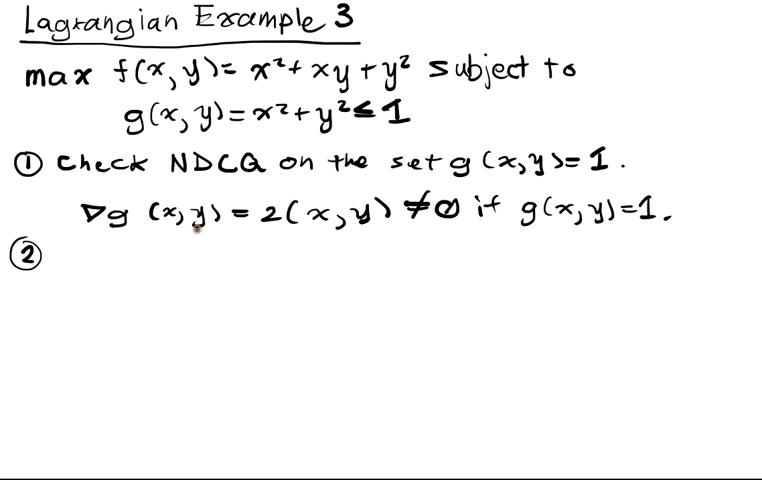 Lagrangian Example 3
max f(x, y) = x² + xy + y² subject to
g(x, y) = x² + y² ≤ 1
① Check NDCQ on the set g(x, y) = 1.
∇g (x, y) = 2(x, y) ≠ 0 if g(x, y) = 1.
②